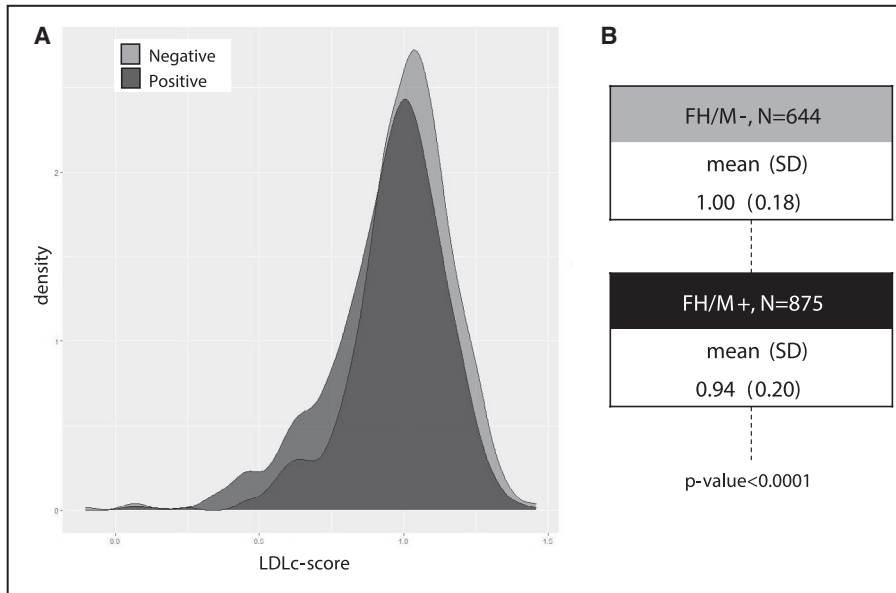 A
Negative
Positive
density
2
1
0
0.0
0.5
1.0
1.5
LDLc-score
B
FH/M-, N=644
mean (SD)
1.00 (0.18)
FH/M+, N=875
mean (SD)
0.94 (0.20)
p-value<0.0001